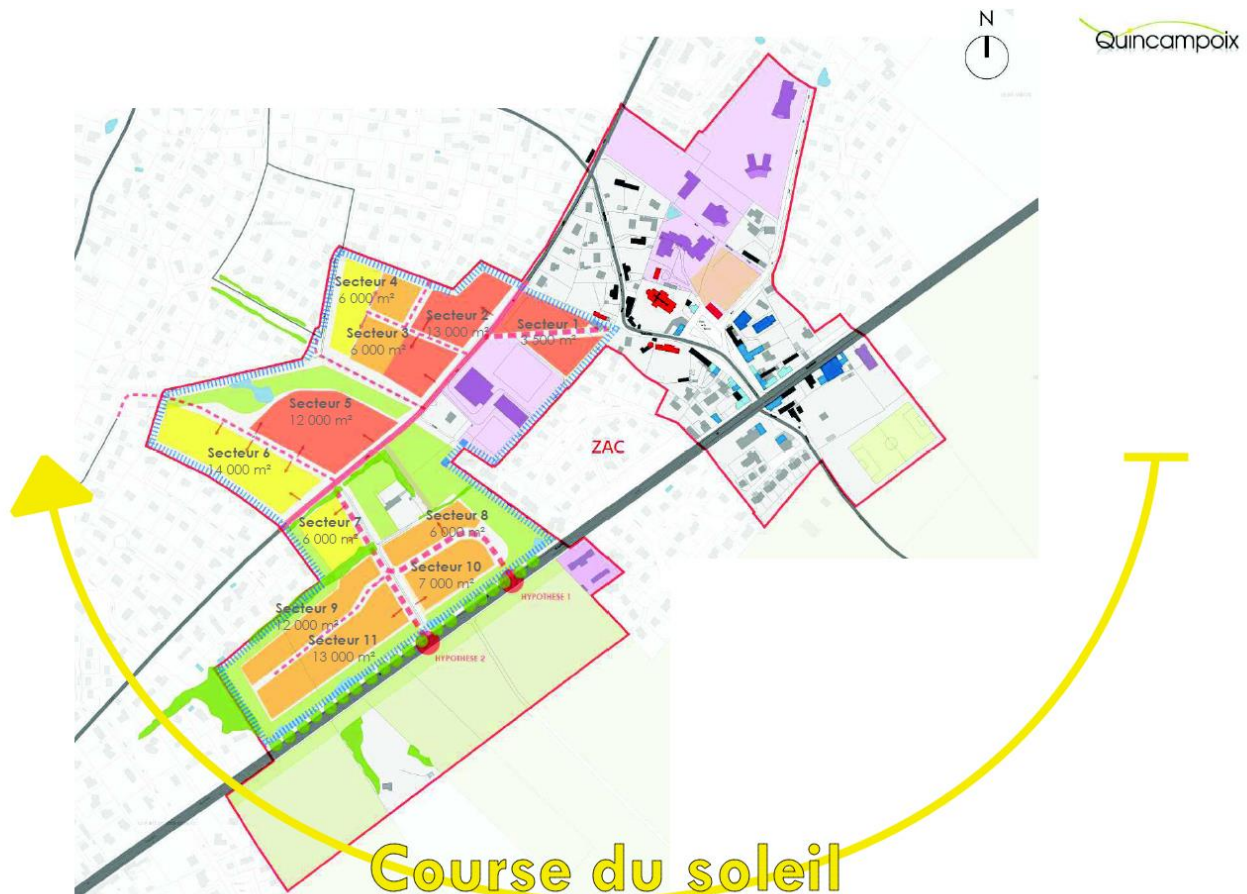 N
Quincampoix
Secteur 4
6 000 m²
Secteur 2
13 000 m²
Secteur 1
3 500 m²
Secteur 3
6 000 m²
Secteur 5
12 000 m²
Secteur 6
14 000 m²
ZAC
Secteur 7
6 000 m²
Secteur 8
6 000 m²
Secteur 10
7 000 m²
HYPOTHESE 1
Secteur 9
12 000 m²
Secteur 11
13 000 m²
HYPOTHESE 2
Course du soleil